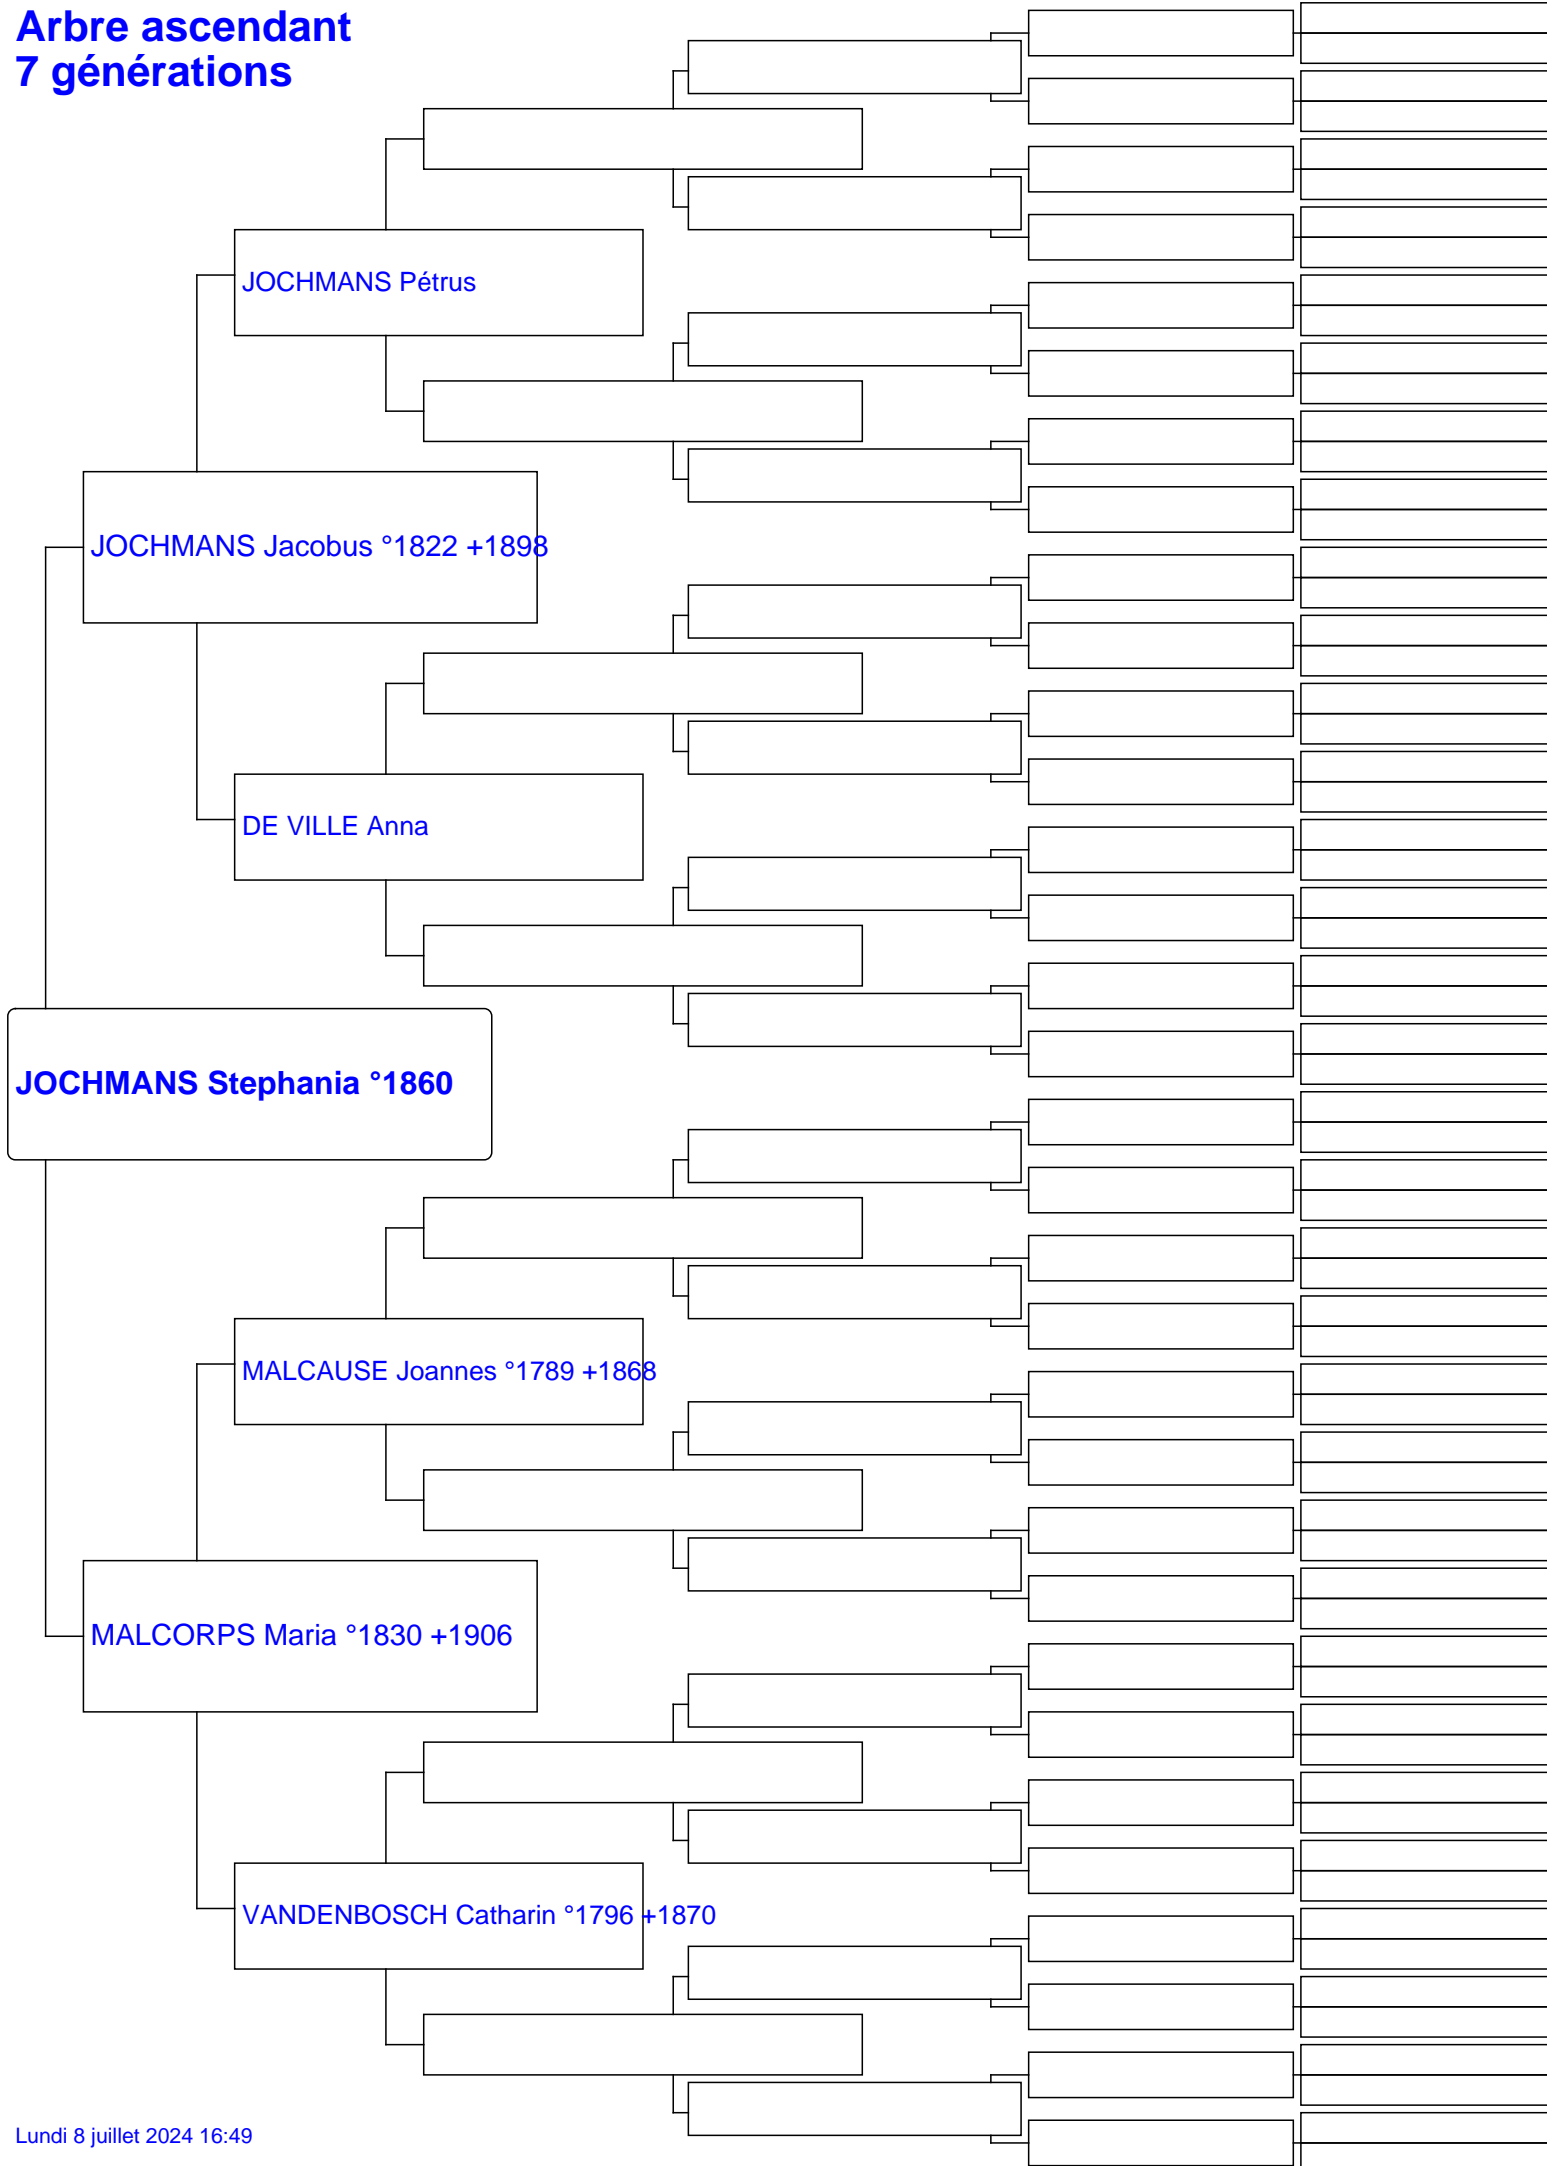 Arbre ascendant
7 générations
JOCHMANS Pétrus
JOCHMANS Jacobus °1822 +1898
DE VILLE Anna
JOCHMANS Stephania °1860
MALCAUSE Joannes °1789 +1868
MALCORPS Maria °1830 +1906
VANDENBOSCH Catharin °1796 +1870
Lundi 8 juillet 2024 16:49